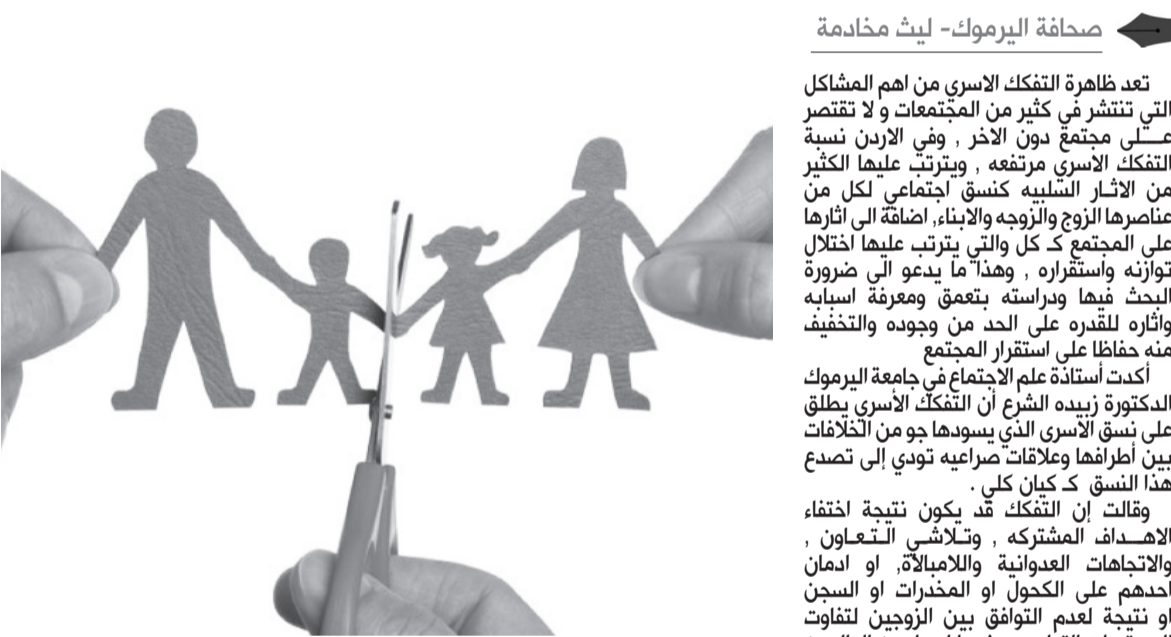 صحافة اليرموك- ليث مخادمة
تعد ظاهرة التفكك الاسري من اهم المشاكل
التي تنتشر في كثير من المجتمعات و لا تقتصر
عـــلى مجتمع دون الاخر , وفي الاردن نسبة
التفكك الاسري مرتفعه , ويترتب عليها الكثير
من الاثـار السلبيه كنسق اجتماعي لكل من
عناصرها الزوج والزوجه والابناء, اضافة الى اثارها
على المجتمع كـ كل والتي يترتب عليها اختلال
توازنه واستقراره , وهذا ما يدعو الى ضرورة
البحث فيها ودراسته بتعمق ومعرفة اسبابه
واثاره للقدره على الحد من وجوده والتخفيف
منه حفاظا على استقرار المجتمع
أكدت أستاذة علم الاجتماع في جامعة اليرموك
الدكتورة زبيده الشرع أن التفكك الأسري يطلق
على نسق الاسرى الذي يسودها جو من الخلافات
بين أطرافها وعلاقات صراعيه تودي إلى تصدع
هذا النسق كـ كيان كلي .
وقالت إن التفكك قد يكون نتيجة اختفاء
الاهـــداف المشتركه , وتـلاشـي الـتـعـاون ,
والاتجاهات العدوانية واللامبالاة, او ادمان
احدهم على الكحول او المخدرات او السجن
او نتيجة لعدم التوافق بين الزوجين لتفاوت